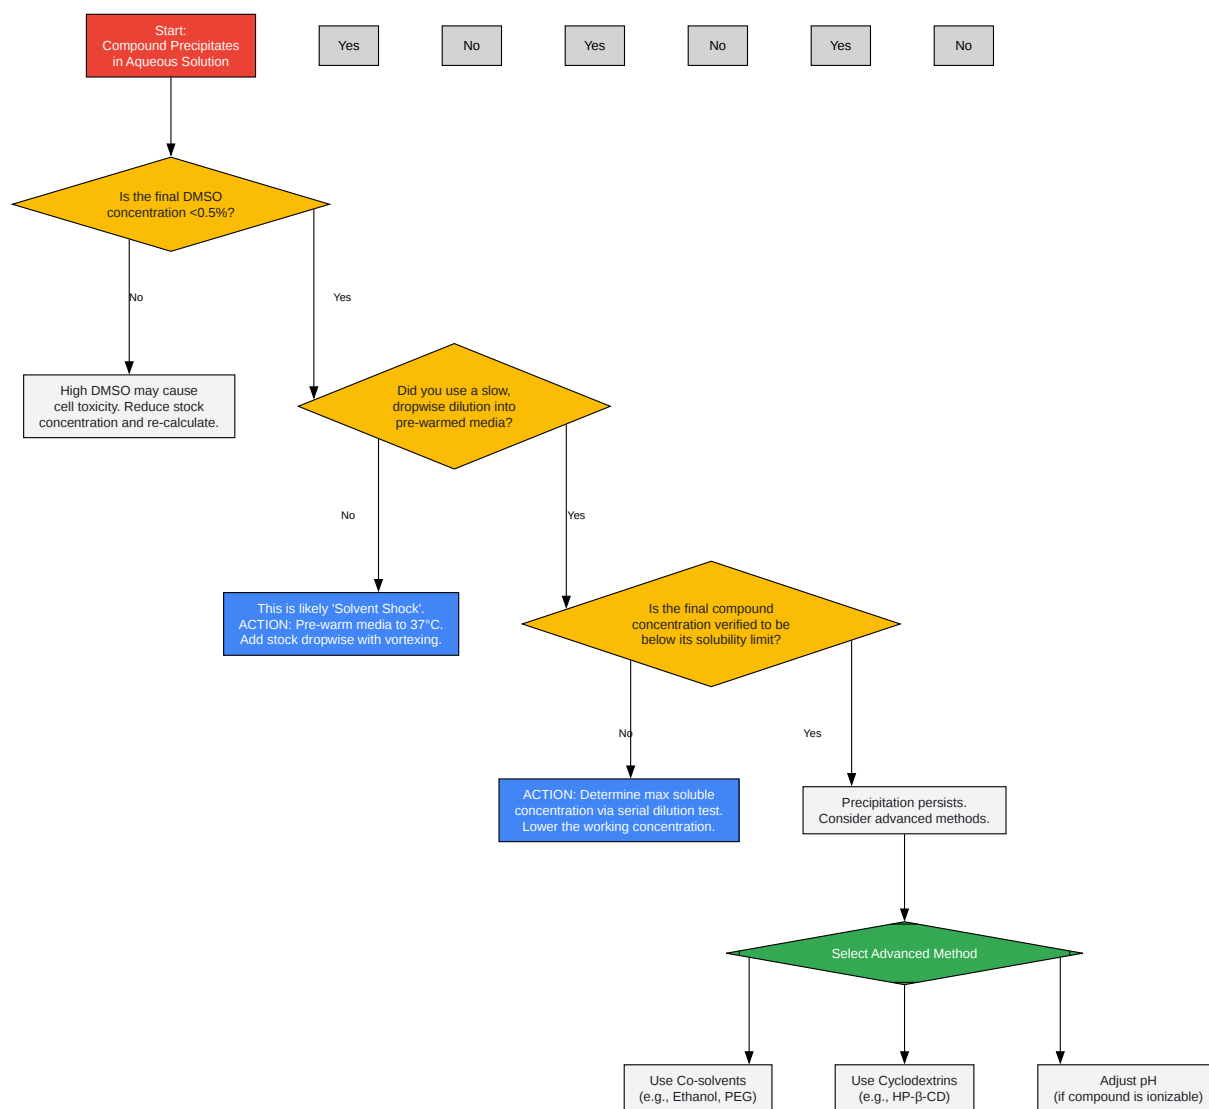 Start:
Compound Precipitates
in Aqueous Solution
Yes
No
Yes
No
Yes
No
Is the final DMSO
concentration <0.5%?
No
Yes
High DMSO may cause
cell toxicity. Reduce stock
concentration and re-calculate.
Did you use a slow,
dropwise dilution into
pre-warmed media?
No
Yes
This is likely 'Solvent Shock'.
ACTION: Pre-warm media to 37°C.
Add stock dropwise with vortexing.
Is the final compound
concentration verified to be
below its solubility limit?
No
Yes
ACTION: Determine max soluble
concentration via serial dilution test.
Lower the working concentration.
Precipitation persists.
Consider advanced methods.
Select Advanced Method
Use Co-solvents
(e.g., Ethanol, PEG)
Use Cyclodextrins
(e.g., HP-β-CD)
Adjust pH
(if compound is ionizable)